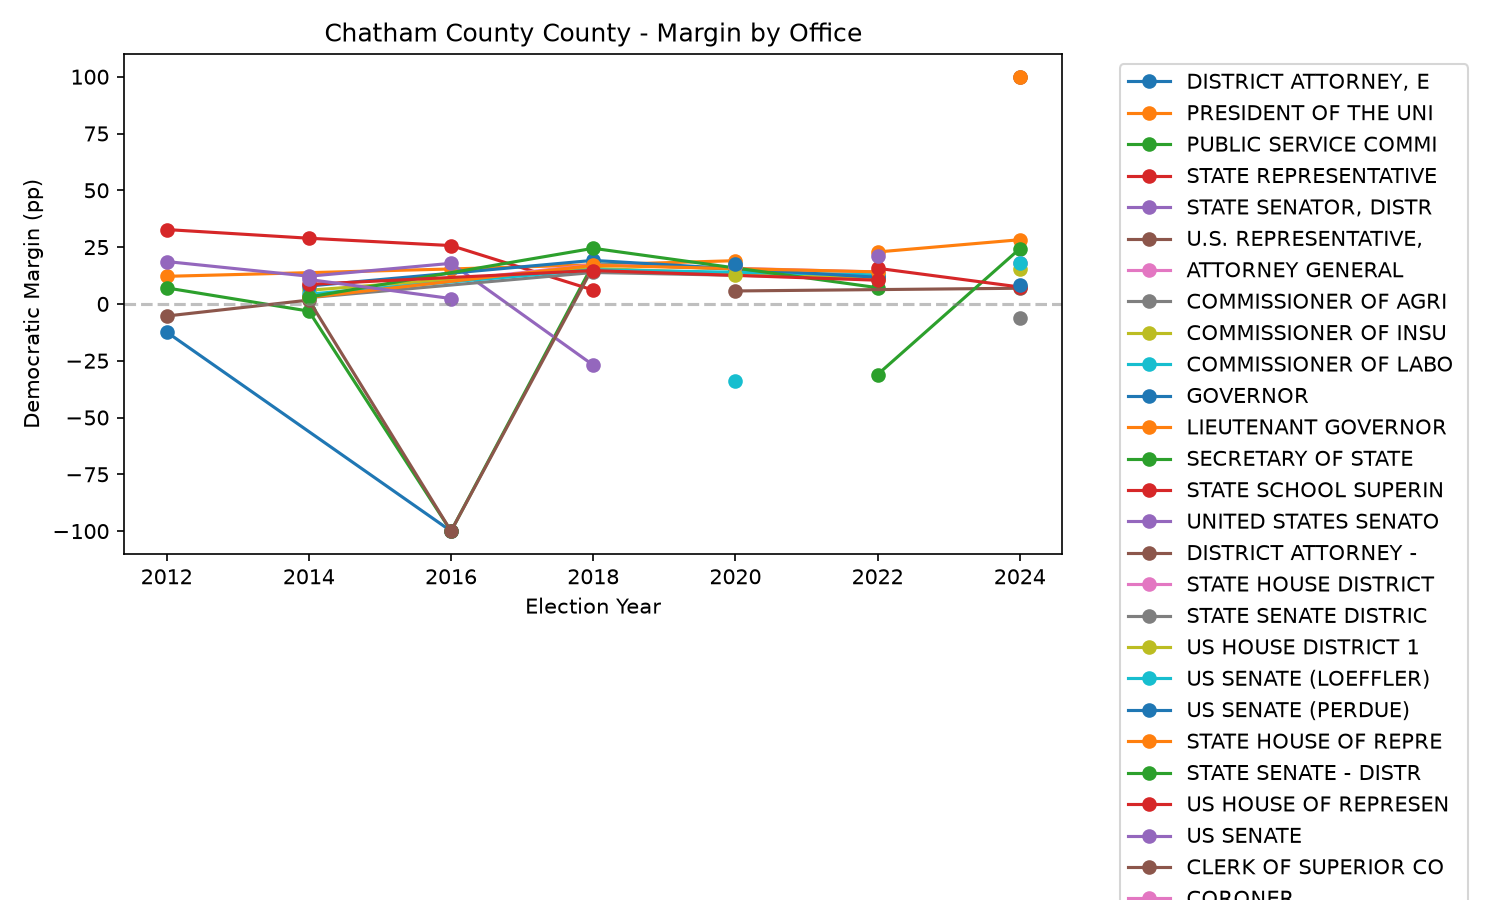 Chatham County County - Margin by Office
Democratic Margin (pp)
100
75
50
25
0
−25
−50
−75
−100
2012 2014 2016 2018 2020 2022 2024
Election Year
DISTRICT ATTORNEY, E
PRESIDENT OF THE UNI
PUBLIC SERVICE COMMI
STATE REPRESENTATIVE
STATE SENATOR, DISTR
U.S. REPRESENTATIVE,
ATTORNEY GENERAL
COMMISSIONER OF AGRI
COMMISSIONER OF INSU
COMMISSIONER OF LABO
GOVERNOR
LIEUTENANT GOVERNOR
SECRETARY OF STATE
STATE SCHOOL SUPERIN
UNITED STATES SENATO
DISTRICT ATTORNEY -
STATE HOUSE DISTRICT
STATE SENATE DISTRIC
US HOUSE DISTRICT 1
US SENATE (LOEFFLER)
US SENATE (PERDUE)
STATE HOUSE OF REPRE
STATE SENATE - DISTR
US HOUSE OF REPRESEN
US SENATE
CLERK OF SUPERIOR CO
CORONER